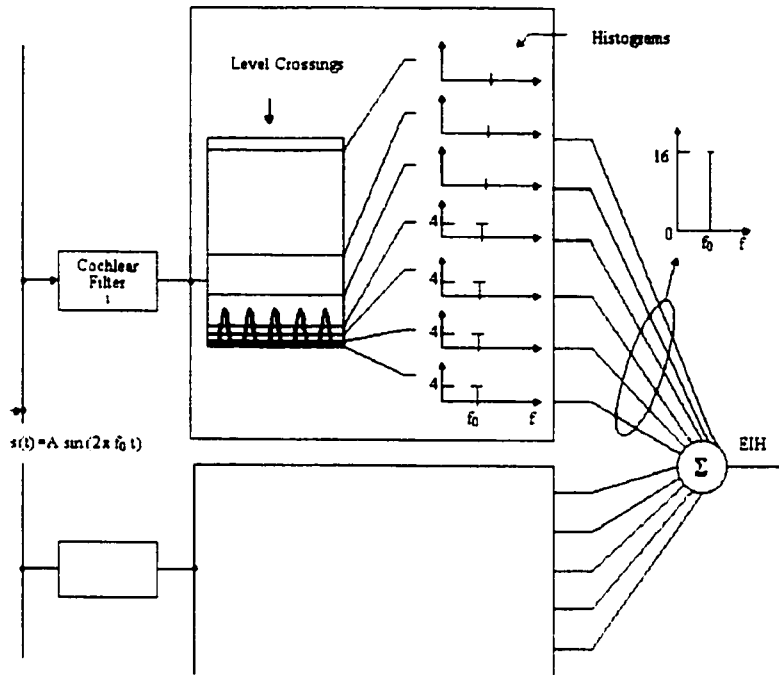 Histograms
Level Crossings
16
0
f₀
f
4
Cochlear
Filter
i
4
4
4
f₀
f
s(t) = A sin(2π f₀ t)
EIH
Σ